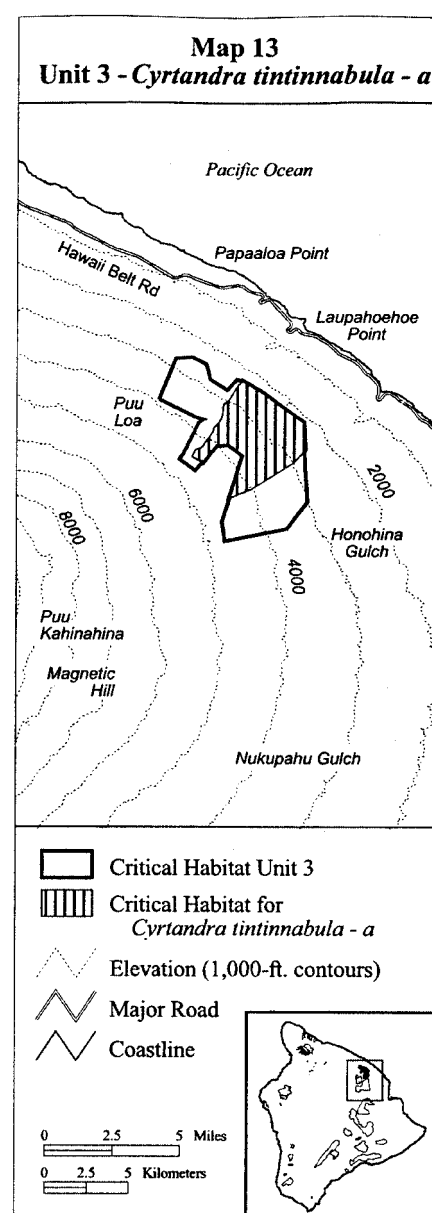 Map 13
Unit 3 - Cyrtandra tintinnabula - a
Pacific Ocean
Papaaloa Point
Hawaii Belt Rd
Laupahoehoe
Point
Puu
Loa
2000
6000
8000
Honohina
Gulch
4000
Puu
Kahinahina
Magnetic
Hill
Nukupahu Gulch
Critical Habitat Unit 3
Critical Habitat for
Cyrtandra tintinnabula - a
Elevation (1,000-ft. contours)
Major Road
Coastline
0 2.5 5 Miles
0 2.5 5 Kilometers